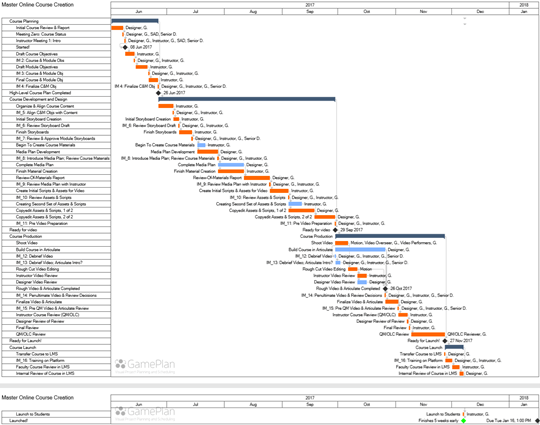 Master Online Course Creation
2017 2018
Jun Jul Aug Sep Oct Nov Dec Jan
Course Planning
Initial Course Review & Report Designer, G.
Meeting Zero: Course Status Designer, G., SAD, Senior D.
Instructor Meeting 1: Intro Designer, G., Instructor, G., SAD, Senior D.
Started! 08 Jun 2017
Draft Course Objectives Instructor, G.
IM 2: Course & Module Obj Designer, G., Instructor, G.
Draft Module Objectives Instructor, G.
IM 3: Course & Module Obj Designer, G., Instructor, G.
Final Course & Module Obj Instructor, G.
IM 4: Finalize C&M Obj IM 4: Finalize C&M Obj Designer, G., Instructor, G., Senior D.
High-Level Course Plan Completed 26 Jun 2017
Course Development and Design Course Development and Design
Organize & Align Course Content Instructor, G.
IM_5: Align C&M Objs with Content Designer, G., Instructor, G.
Initial Storyboard Creation Initial Storyboard Creation Instructor, G.
IM_6: Review Storyboard Draft IM_6: Review Storyboard Draft Designer, G., Instructor, G.
Finish Storyboards Finish Storyboards Instructor, G.
IM_7: Review & Approve Module Storyboards Designer, G., Instructor, G., Senior D.
Begin To Create Course Materials Begin To Create Course Materials Instructor, G.
Media Plan Development Media Plan Development Designer, G.
IM_8: Introduce Media Plan; Review Course Materials IM_8: Introduce Media Plan; Review Course Materials Designer, G., Instructor, G.
Complete Media Plan Complete Media Plan Designer, G.
Finish Material Creation Finish Material Creation Instructor, G.
Review-Of-Materials Report Review-Of-Materials Report Designer, G.
IM_9: Review Media Plan with Instructor IM_9: Review Media Plan with Instructor Designer, G., Instructor, G.
Create Initial Scripts & Assets for Video Create Initial Scripts & Assets for Video Instructor, G.
IM_10: Review Assets & Scripts IM_10: Review Assets & Scripts Designer, G., Instructor, G.
Creating Second Set of Assets & Scripts Creating Second Set of Assets & Scripts Instructor, G.
Copyedit Assets & Scripts, 1 of 2 Copyedit Assets & Scripts, 1 of 2 Designer, G.
Copyedit Assets & Scripts, 2 of 2 Copyedit Assets & Scripts, 2 of 2 Designer, G.
IM_11: Pre Video Preparation IM_11: Pre Video Preparation Designer, G., Instructor, G.
Ready for video Ready for video 29 Sep 2017
Course Production Course Production
Shoot Video Shoot Video Motion, Video Overseer, G., Video Performers, G.
Build Course in Articulate Build Course in Articulate Designer, G.
IM_12: Debrief Video IM_12: Debrief Video Designer, G., Instructor, G.
IM_13: Debrief Video; Articulate Intro? IM_13: Debrief Video; Articulate Intro? Designer, G., Instructor, G., Senior D.
Rough Cut Video Editing Rough Cut Video Editing Motion
Instructor Video Review Instructor Video Review Instructor, G.
Designer Video Review Designer Video Review Designer, G.
Rough Video & Articulate Completed Rough Video & Articulate Completed 26 Oct 2017
IM_14: Penultimate Video & Review Decisions IM_14: Penultimate Video & Review Decisions Designer, G., Instructor, G., Senior D.
Finalize Video & Articulate Finalize Video & Articulate Designer, G.
IM_15: Pre QM Video & Articulate Review IM_15: Pre QM Video & Articulate Review Designer, G., Instructor, G.
Instructor Course Review (QM/OLC) Instructor Course Review (QM/OLC) Instructor, G.
Designer Review of Review Designer Review of Review Designer, G.
Final Review Final Review Instructor, G.
QM/OLC Review QM/OLC Review Designer Reviewer, G.
Ready for Launch! Ready for Launch! 27 Nov 2017
Course Launch Course Launch
Transfer Course to LMS Transfer Course to LMS Designer, G.
IM_16: Training on Platform IM_16: Training on Platform Designer, G., Instructor, G.
Faculty Course Review in LMS Faculty Course Review in LMS Instructor, G.
Internal Review of Course in LMS Internal Review of Course in LMS Designer, G.
GamePlan
Master Online Course Creation
2017 2018
Jun Jul Aug Sep Oct Nov Dec Jan
Launch to Students Launch to Students Instructor, G.
Launched! Finishes 5 weeks early Due Tue Jan 16, 1:00 PM
GamePlan